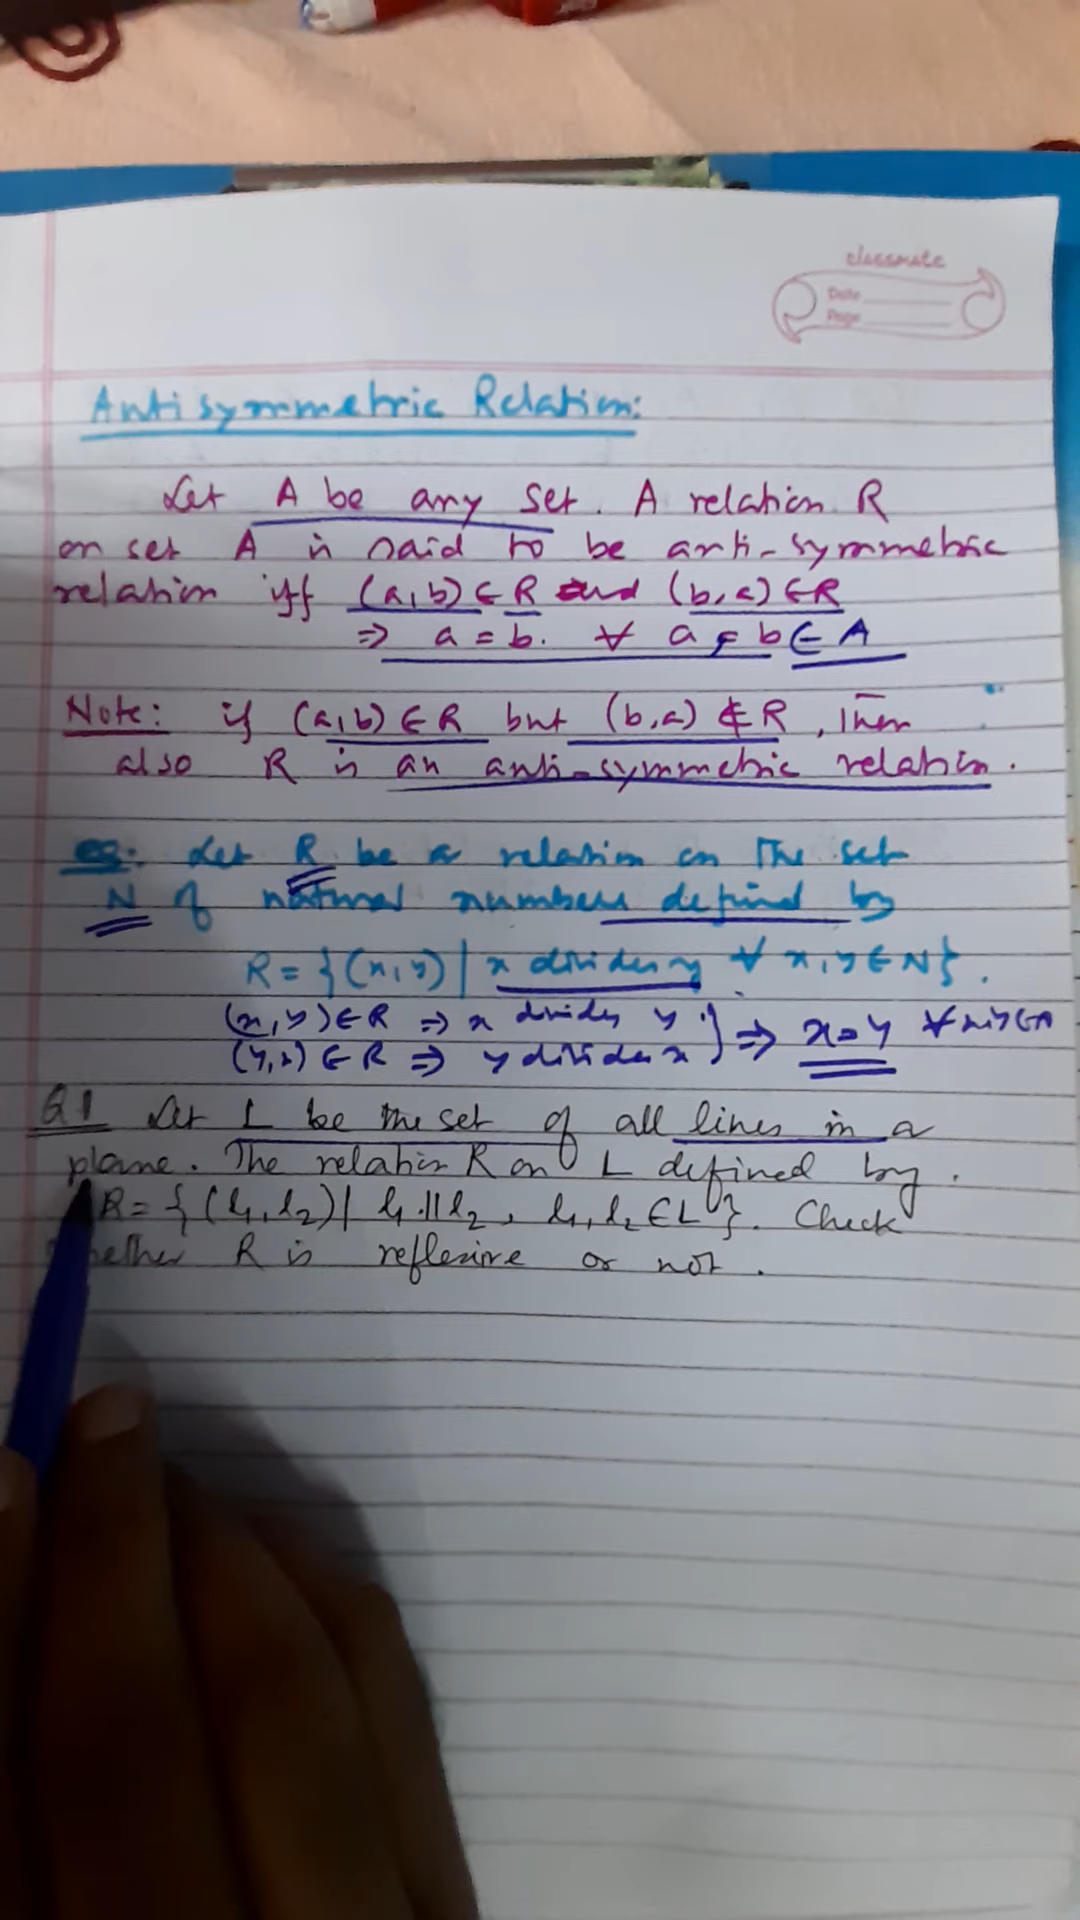 classmate
Date
Page
Antisymmetric Relation:
Let A be any set. A relation R
on set A is said to be anti-symmetric
relation iff (a,b) ∈ R and (b,a) ∈ R
⇒ a = b. ∀ a, b ∈ A
Note: if (a,b) ∈ R but (b,a) ∉ R, Then
also R is an anti-symmetric relation.
eg: Let R be a relation on The set
N of natural numbers defined by
R = {(x,y) | x divides y ∀ x,y ∈ N}.
(x,y) ∈ R ⇒ x divides y } ⇒ x = y
(y,x) ∈ R ⇒ y divides x
Q1 Let L be the set of all lines in a
plane. The relation R on L defined by.
R = {(l1,l2) | l1 || l2, l1, l2 ∈ L}. Check
R is reflexive or not.